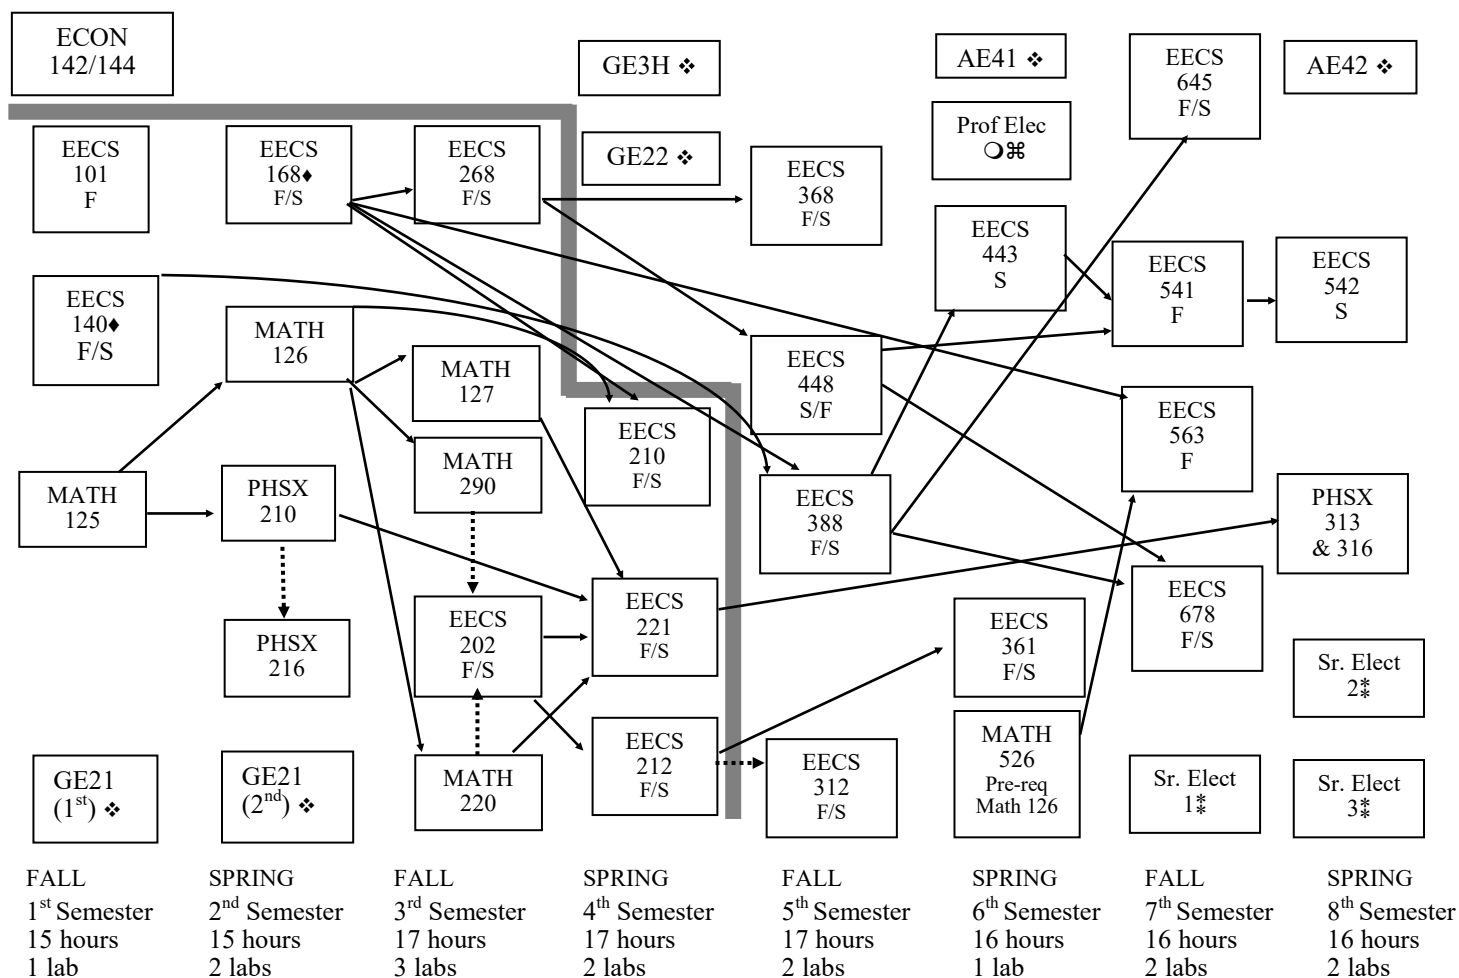 ECON
142/144
GE3H ❖
AE41 ❖
EECS
645
F/S
AE42 ❖
EECS
101
F
EECS
168♦
F/S
EECS
268
F/S
GE22 ❖
EECS
368
F/S
Prof Elec
❍⌘
EECS
443
S
EECS
541
F
EECS
542
S
EECS
140♦
F/S
MATH
126
MATH
127
EECS
448
S/F
EECS
563
F
MATH
125
PHSX
210
MATH
290
EECS
210
F/S
EECS
388
F/S
PHSX
313
& 316
PHSX
216
EECS
202
F/S
EECS
221
F/S
EECS
361
F/S
EECS
678
F/S
Sr. Elect
2⁑
GE21
(1st) ❖
GE21
(2nd) ❖
MATH
220
EECS
212
F/S
EECS
312
F/S
MATH
526
Pre-req
Math 126
Sr. Elect
1⁑
Sr. Elect
3⁑
FALL
1st Semester
15 hours
1 lab
SPRING
2nd Semester
15 hours
2 labs
FALL
3rd Semester
17 hours
3 labs
SPRING
4th Semester
17 hours
2 labs
FALL
5th Semester
17 hours
2 labs
SPRING
6th Semester
16 hours
1 lab
FALL
7th Semester
16 hours
2 labs
SPRING
8th Semester
16 hours
2 labs